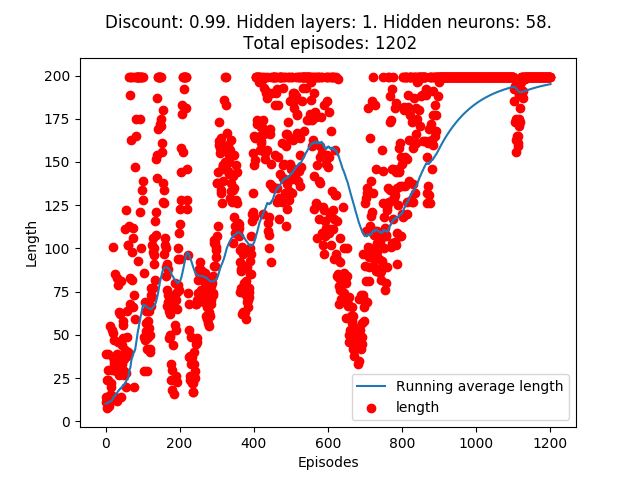 Discount: 0.99. Hidden layers: 1. Hidden neurons: 58.
Total episodes: 1202
200
175
150
125
100
75
50
25
0
Length
Running average length
length
0
200
400
600
800
1000
1200
Episodes